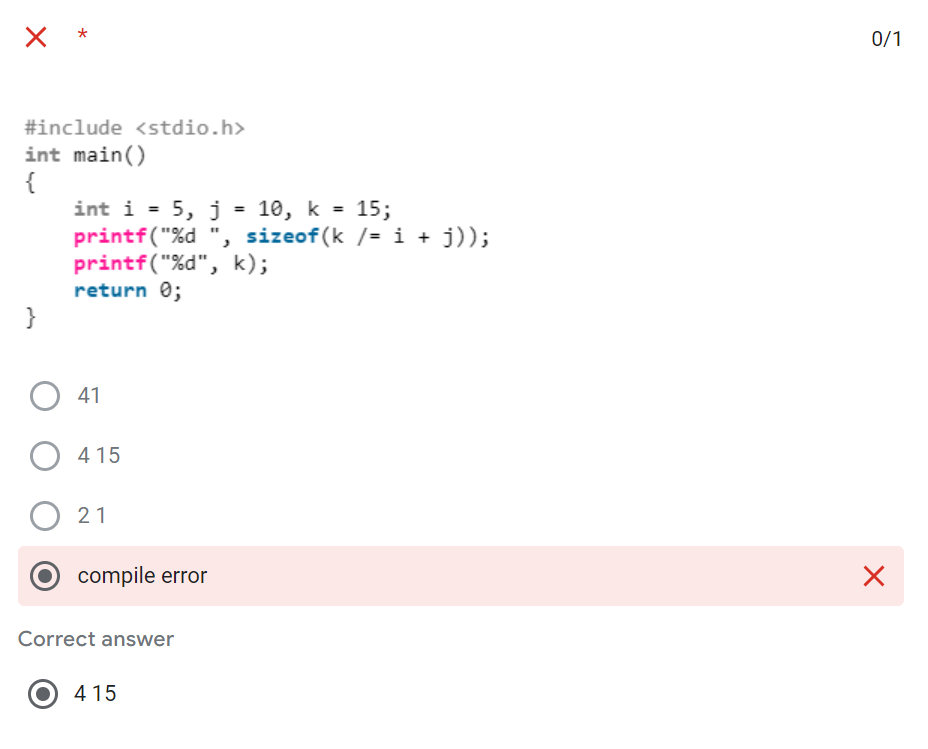 *
0/1
#include <stdio.h>
int main()
{
    int i = 5, j = 10, k = 15;
    printf("%d ", sizeof(k /= i + j));
    printf("%d", k);
    return 0;
}
41
4 15
2 1
compile error
Correct answer
4 15